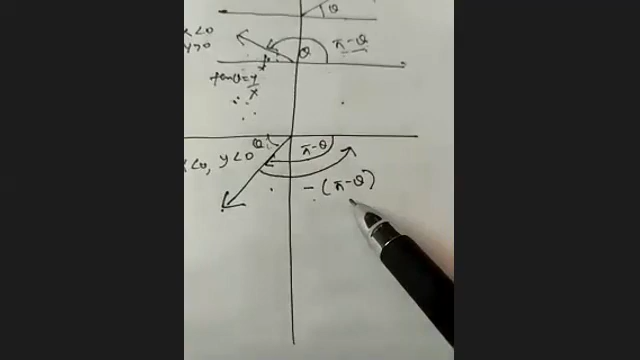 θ
x<0
y>0
π-θ
θ
tanθ=y/x
θ
π-θ
x<0, y<0
-(π-θ)